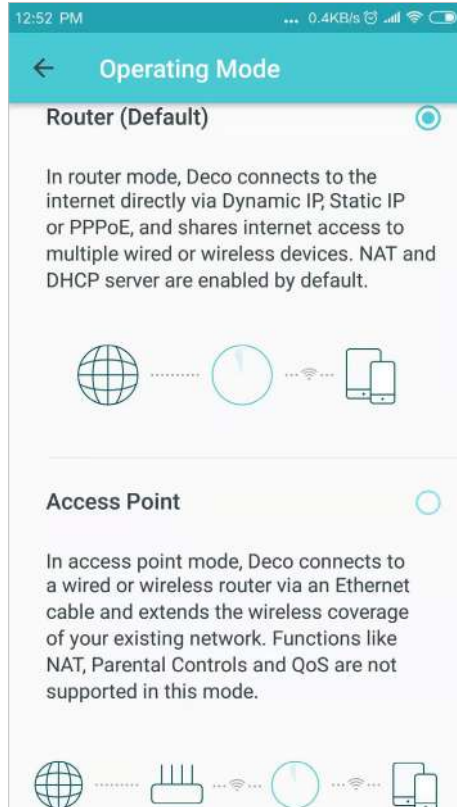 12:52 PM ... 0.4KB/s
Operating Mode
Router (Default)
In router mode, Deco connects to the
internet directly via Dynamic IP, Static IP
or PPPoE, and shares internet access to
multiple wired or wireless devices. NAT and
DHCP server are enabled by default.
Access Point
In access point mode, Deco connects to
a wired or wireless router via an Ethernet
cable and extends the wireless coverage
of your existing network. Functions like
NAT, Parental Controls and QoS are not
supported in this mode.